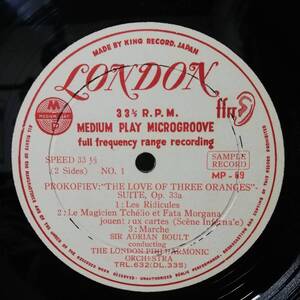 MADE BY KING RECORD, JAPAN
LONDON
ffrr
33⅓ R.P.M.
MEDIUM PLAY MICROGROOVE
full frequency range recording
SPEED 33 ⅓
(2 Sides) NO. 1
SAMPLE
RECORD
MP - 69
PROKOFIEV: "THE LOVE OF THREE ORANGES"
SUITE, Op. 33a
1: Les Ridicules
2: Le Magicien Tchélio et Fata Morgana
jouent : ux cartes (Scène Infernale)
3: Marche
SIR ADRIAN BOULT
conducting
THE LONDON PHILHARMONIC
ORCHESTRA
TRL.632(DL.335)